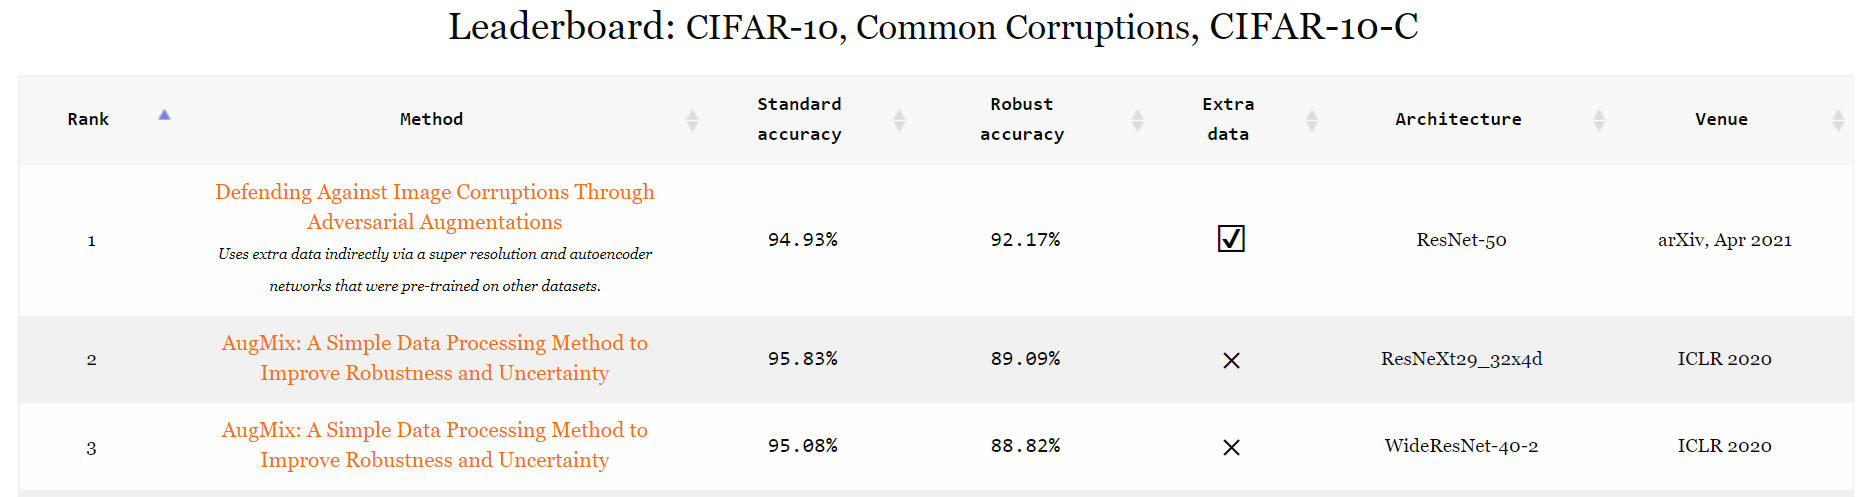 Leaderboard: CIFAR-10, Common Corruptions, CIFAR-10-C
Rank Method Standard accuracy Robust accuracy Extra data Architecture Venue
1 Defending Against Image Corruptions Through Adversarial Augmentations 94.93% 92.17% ☑ ResNet-50 arXiv, Apr 2021
Uses extra data indirectly via a super resolution and autoencoder
networks that were pre-trained on other datasets.
2 AugMix: A Simple Data Processing Method to Improve Robustness and Uncertainty 95.83% 89.09% × ResNeXt29_32x4d ICLR 2020
3 AugMix: A Simple Data Processing Method to Improve Robustness and Uncertainty 95.08% 88.82% × WideResNet-40-2 ICLR 2020